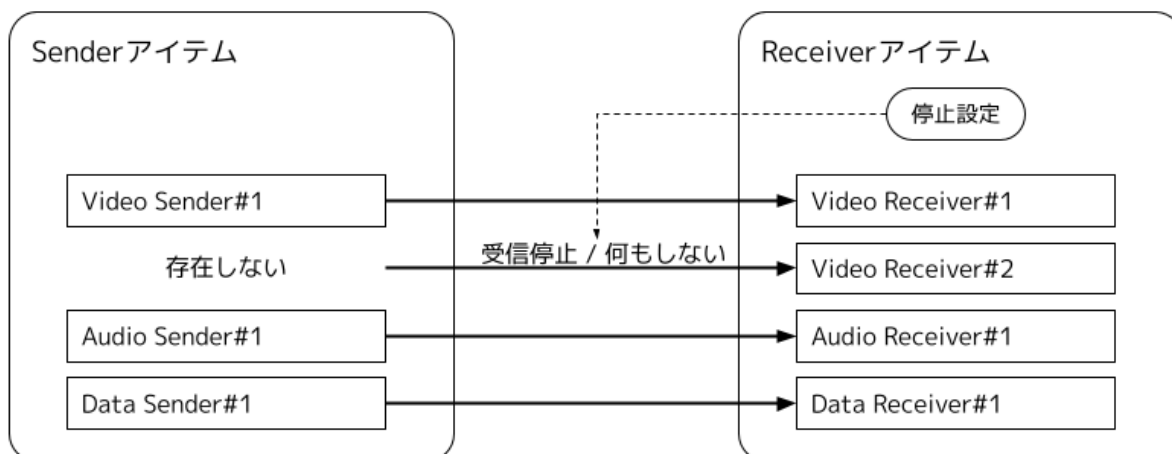 Senderアイテム
Receiverアイテム
停止設定
Video Sender#1
Video Receiver#1
受信停止 / 何もしない
存在しない
Video Receiver#2
Audio Sender#1
Audio Receiver#1
Data Sender#1
Data Receiver#1